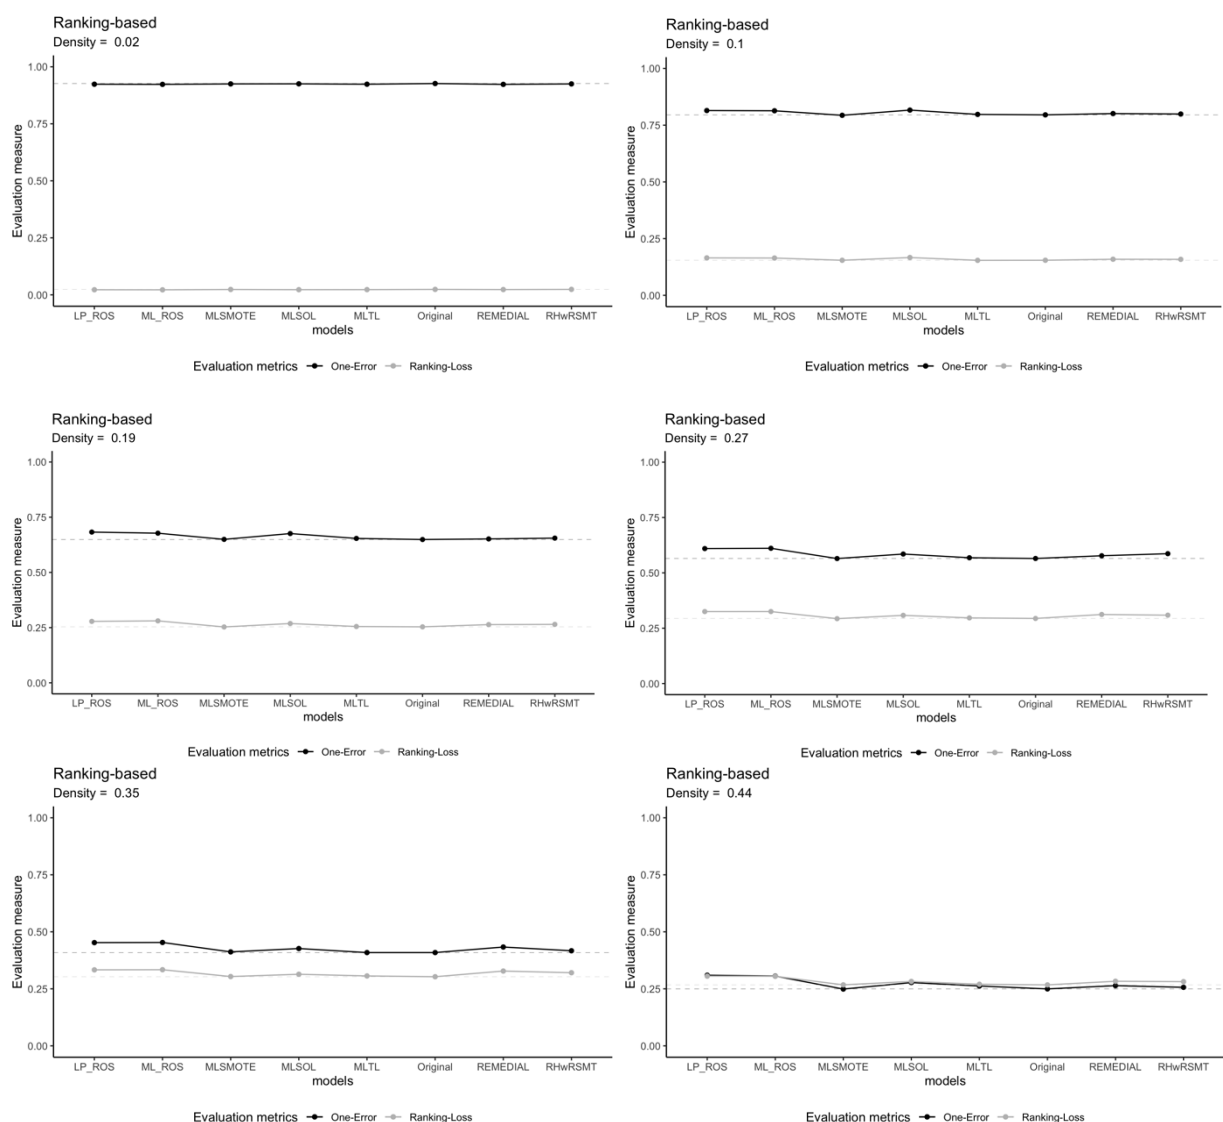 Ranking-based
Density = 0.02
1.00
0.75
0.50
0.25
0.00
Evaluation measure
LP_ROS ML_ROS MLSMOTE MLSOL MLTL Original REMEDIAL RHwRSMT
models
Evaluation metrics One-Error Ranking-Loss
Ranking-based
Density = 0.1
1.00
0.75
0.50
0.25
0.00
Evaluation measure
LP_ROS ML_ROS MLSMOTE MLSOL MLTL Original REMEDIAL RHwRSMT
models
Evaluation metrics One-Error Ranking-Loss
Ranking-based
Density = 0.19
1.00
0.75
0.50
0.25
0.00
Evaluation measure
LP_ROS ML_ROS MLSMOTE MLSOL MLTL Original REMEDIAL RHwRSMT
models
Evaluation metrics One-Error Ranking-Loss
Ranking-based
Density = 0.27
1.00
0.75
0.50
0.25
0.00
Evaluation measure
LP_ROS ML_ROS MLSMOTE MLSOL MLTL Original REMEDIAL RHwRSMT
models
Evaluation metrics One-Error Ranking-Loss
Ranking-based
Density = 0.35
1.00
0.75
0.50
0.25
0.00
Evaluation measure
LP_ROS ML_ROS MLSMOTE MLSOL MLTL Original REMEDIAL RHwRSMT
models
Evaluation metrics One-Error Ranking-Loss
Ranking-based
Density = 0.44
1.00
0.75
0.50
0.25
0.00
Evaluation measure
LP_ROS ML_ROS MLSMOTE MLSOL MLTL Original REMEDIAL RHwRSMT
models
Evaluation metrics One-Error Ranking-Loss